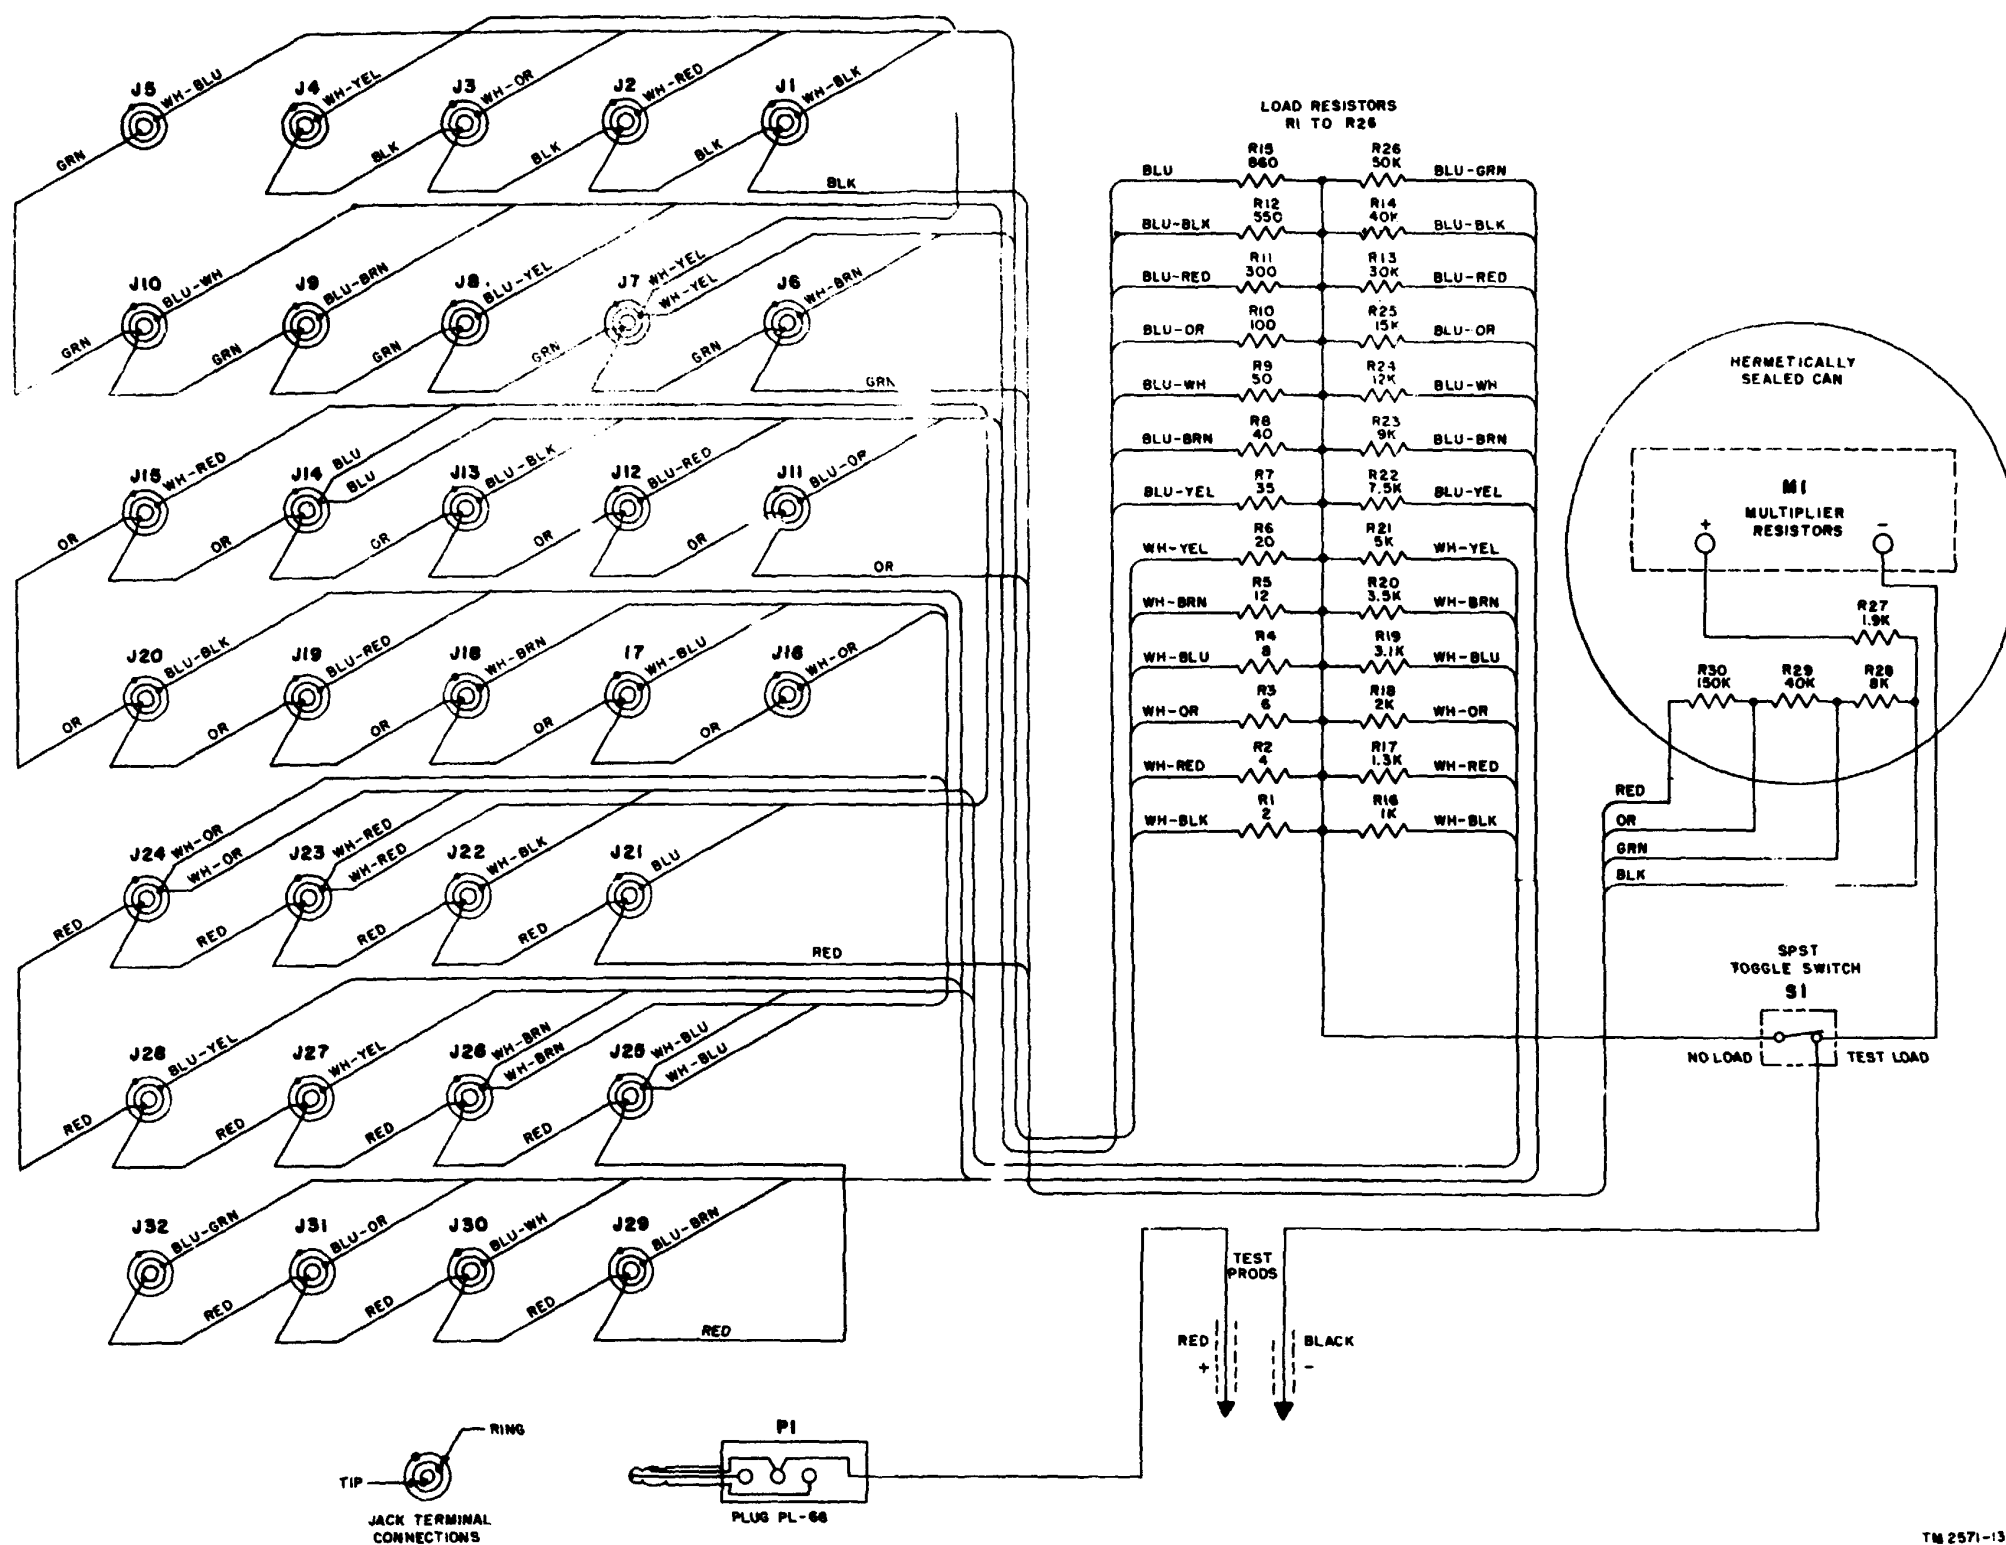 J5
WH-BLU
J4
WH-YEL
J3
WH-OR
J2
WH-RED
J1
WH-BLK
GRN
BLK
BLK
BLK
BLK
J10
BLU-WH
J9
BLU-BRN
J8
BLU-YEL
J7
WH-YEL
WH-YEL
J6
WH-BRN
GRN
GRN
GRN
GRN
GRN
GRN
J15
WH-RED
J14
BLU
BLU
J13
BLU-BLK
J12
BLU-RED
J11
BLU-OR
OR
OR
OR
OR
OR
OR
J20
BLU-BLK
J19
BLU-RED
J18
WH-BRN
17
WH-BLU
J16
WH-OR
OR
OR
OR
OR
OR
J24
WH-OR
WH-OR
J23
WH-RED
WH-RED
J22
WH-BLK
J21
BLU
RED
RED
RED
RED
RED
J28
BLU-YEL
J27
WH-YEL
J26
WH-BRN
WH-BRN
J25
WH-BLU
WH-BLU
RED
RED
RED
RED
J32
BLU-GRN
J31
BLU-OR
J30
BLU-WH
J29
BLU-BRN
RED
RED
RED
RED
LOAD RESISTORS
R1 TO R26
BLU
R15
860
R26
50K
BLU-GRN
BLU-BLK
R12
550
R14
40K
BLU-BLK
BLU-RED
R11
300
R13
30K
BLU-RED
BLU-OR
R10
100
R25
15K
BLU-OR
BLU-WH
R9
50
R24
12K
BLU-WH
BLU-BRN
R8
40
R23
9K
BLU-BRN
BLU-YEL
R7
35
R22
7.5K
BLU-YEL
WH-YEL
R6
20
R21
5K
WH-YEL
WH-BRN
R5
12
R20
3.5K
WH-BRN
WH-BLU
R4
8
R19
3.1K
WH-BLU
WH-OR
R3
6
R18
2K
WH-OR
WH-RED
R2
4
R17
1.3K
WH-RED
WH-BLK
R1
2
R16
1K
WH-BLK
HERMETICALLY
SEALED CAN
M1
MULTIPLIER
RESISTORS
+
-
R27
1.9K
R30
150K
R29
40K
R28
8K
RED
OR
GRN
BLK
SPST
TOGGLE SWITCH
S1
NO LOAD
TEST LOAD
TEST
PRODS
RED
+
BLACK
-
RING
TIP
JACK TERMINAL
CONNECTIONS
P1
PLUG PL-68
TM 2571-13